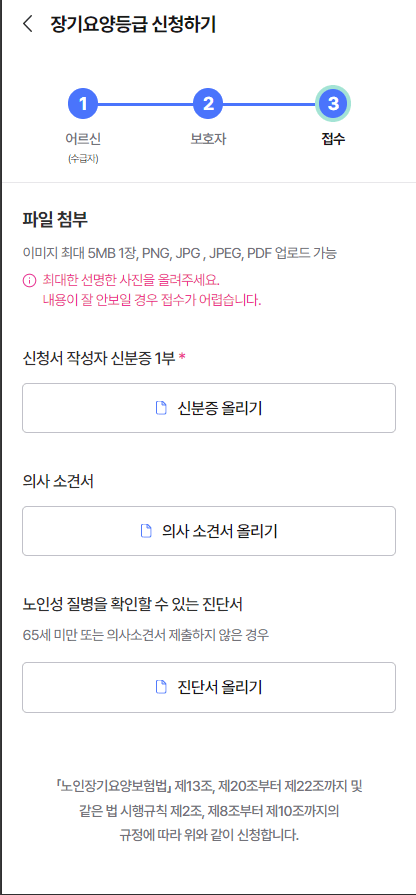 장기요양등급 신청하기
1 2 3
어르신 보호자 접수
(수급자)
파일 첨부
이미지 최대 5MB 1장, PNG, JPG , JPEG, PDF 업로드 가능
최대한 선명한 사진을 올려주세요.
내용이 잘 안보일 경우 접수가 어렵습니다.
신청서 작성자 신분증 1부 *
신분증 올리기
의사 소견서
의사 소견서 올리기
노인성 질병을 확인할 수 있는 진단서
65세 미만 또는 의사소견서 제출하지 않은 경우
진단서 올리기
「노인장기요양보험법」 제13조, 제20조부터 제22조까지 및
같은 법 시행규칙 제2조, 제8조부터 제10조까지의
규정에 따라 위와 같이 신청합니다.